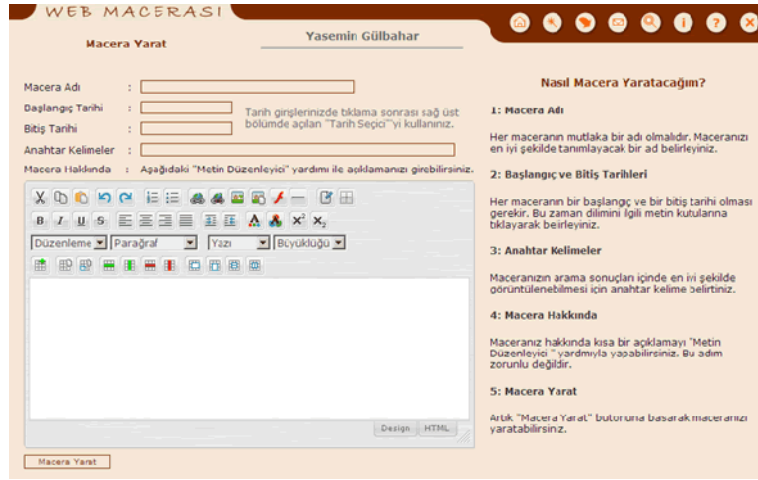 WEB MACERASI
Macera Yarat
Yasemin Gülbahar
Macera Adı :
Başlangıç Tarihi :
Bitiş Tarihi :
Tarih girişlerinizde tıklama sonrası sağ üst
bölümde açılan "Tarih Seçici"'yi kullanınız.
Anahtar Kelimeler :
Macera Hakkında : Aşağıdaki "Metin Düzenleyici" yardımı ile açıklamanızı girebilirsiniz.
B I U S
Düzenleme Paragraf Yazı Büyüklüğü
Design HTML
Macera Yarat
Nasıl Macera Yaratacağım?
1: Macera Adı
Her maceranın mutlaka bir adı olmalıdır. Maceranızı
en iyi şekilde tanımlayacak bir ad belirleyiniz.
2: Başlangıç ve Bitiş Tarihleri
Her maceranın bir başlangıç ve bir bitiş tarihi olması
gerekir. Bu zaman dilimini ilgili metin kutularına
tıklayarak belirleyiniz.
3: Anahtar Kelimeler
Maceranızın arama sonuçları içinde en iyi şekilde
görüntülenebilmesi için anahtar kelime belirtiniz.
4: Macera Hakkında
Maceranız hakkında kısa bir açıklamayı "Metin
Düzenleyici " yardımıyla yapabilirsiniz. Bu adım
zorunlu değildir.
5: Macera Yarat
Artık "Macera Yarat" butonuna basarak maceranızı
yaratabilirsiniz.